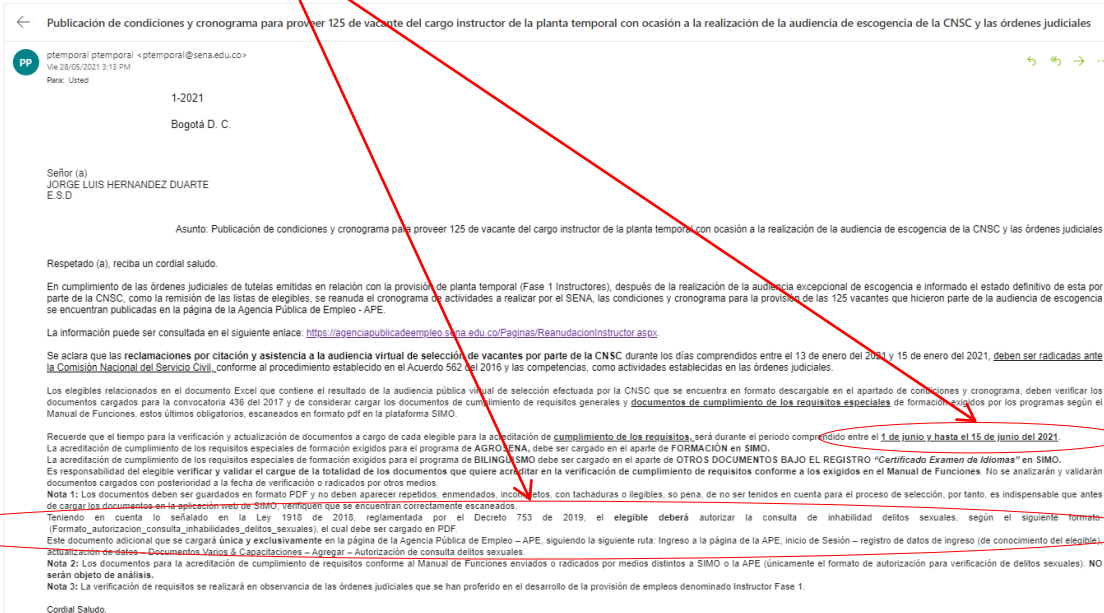 Publicación de condiciones y cronograma para proveer 125 de vacante del cargo instructor de la planta temporal con ocasión a la realización de la audiencia de escogencia de la CNSC y las órdenes judiciales
PP
ptemporal ptemporal <ptemporal@sena.edu.co>
Vie 28/05/2021 3:13 PM
Para: Usted
1-2021
Bogotá D. C.
Señor (a)
JORGE LUIS HERNANDEZ DUARTE
E.S.D
Asunto: Publicación de condiciones y cronograma para proveer 125 de vacante del cargo instructor de la planta temporal con ocasión a la realización de la audiencia de escogencia de la CNSC y las órdenes judiciales
Respetado (a), reciba un cordial saludo.
En cumplimiento de las órdenes judiciales de tutelas emitidas en relación con la provisión de planta temporal (Fase 1 Instructores), después de la realización de la audiencia excepcional de escogencia e informado el estado definitivo de esta por
parte de la CNSC, como la remisión de las listas de elegibles, se reanuda el cronograma de actividades a realizar por el SENA, las condiciones y cronograma para la provisión de las 125 vacantes que hicieron parte de la audiencia de escogencia
se encuentran publicadas en la página de la Agencia Pública de Empleo - APE.
La información puede ser consultada en el siguiente enlace: https://agenciapublicadeempleo.sena.edu.co/Paginas/ReanudacionInstructor.aspx.
Se aclara que las reclamaciones por citación y asistencia a la audiencia virtual de selección de vacantes por parte de la CNSC durante los días comprendidos entre el 13 de enero del 2021 y 15 de enero del 2021, deben ser radicadas ante
la Comisión Nacional del Servicio Civil, conforme al procedimiento establecido en el Acuerdo 562 del 2016 y las competencias, como actividades establecidas en las órdenes judiciales.
Los elegibles relacionados en el documento Excel que contiene el resultado de la audiencia pública virtual de selección efectuada por la CNSC que se encuentra en formato descargable en el apartado de condiciones y cronograma, deben verificar los
documentos cargados para la convocatoria 436 del 2017 y de considerar cargar los documentos de cumplimiento de requisitos generales y documentos de cumplimiento de los requisitos especiales de formación exigidos por los programas según el
Manual de Funciones, estos últimos obligatorios, escaneados en formato pdf en la plataforma SIMO.
Recuerde que el tiempo para la verificación y actualización de documentos a cargo de cada elegible para la acreditación de cumplimiento de los requisitos, será durante el periodo comprendido entre el 1 de junio y hasta el 15 de junio del 2021.
La acreditación de cumplimiento de los requisitos especiales de formación exigidos para el programa de AGROSENA, debe ser cargado en el aparte de FORMACIÓN en SIMO.
La acreditación de cumplimiento de los requisitos especiales de formación exigidos para el programa de BILINGÜISMO debe ser cargado en el aparte de OTROS DOCUMENTOS BAJO EL REGISTRO "Certificado Examen de Idiomas" en SIMO.
Es responsabilidad del elegible verificar y validar el cargue de la totalidad de los documentos que quiere acreditar en la verificación de cumplimiento de requisitos conforme a los exigidos en el Manual de Funciones. No se analizarán y validarán
documentos cargados con posterioridad a la fecha de verificación o radicados por otros medios.
Nota 1: Los documentos deben ser guardados en formato PDF y no deben aparecer repetidos, enmendados, incompletos, con tachaduras o ilegibles, so pena, de no ser tenidos en cuenta para el proceso de selección, por tanto, es indispensable que antes
de cargar los documentos en la aplicación web de SIMO, verifiquen que se encuentran correctamente escaneados.
Teniendo en cuenta lo señalado en la Ley 1918 de 2018, reglamentada por el Decreto 753 de 2019, el elegible deberá autorizar la consulta de inhabilidad delitos sexuales, según el siguiente formato:
(Formato_autorizacion_consulta_inhabilidades_delitos_sexuales), el cual debe ser cargado en PDF.
Este documento adicional que se cargará única y exclusivamente en la página de la Agencia Pública de Empleo – APE, siguiendo la siguiente ruta: Ingreso a la página de la APE, inicio de Sesión – registro de datos de ingreso (de conocimiento del elegible),
actualización de datos – Documentos Varios & Capacitaciones – Agregar – Autorización de consulta delitos sexuales.
Nota 2: Los documentos para la acreditación de cumplimiento de requisitos conforme al Manual de Funciones enviados o radicados por medios distintos a SIMO o la APE (únicamente el formato de autorización para verificación de delitos sexuales). NO
serán objeto de análisis.
Nota 3: La verificación de requisitos se realizará en observancia de las órdenes judiciales que se han proferido en el desarrollo de la provisión de empleos denominado Instructor Fase 1.
Cordial Saludo,